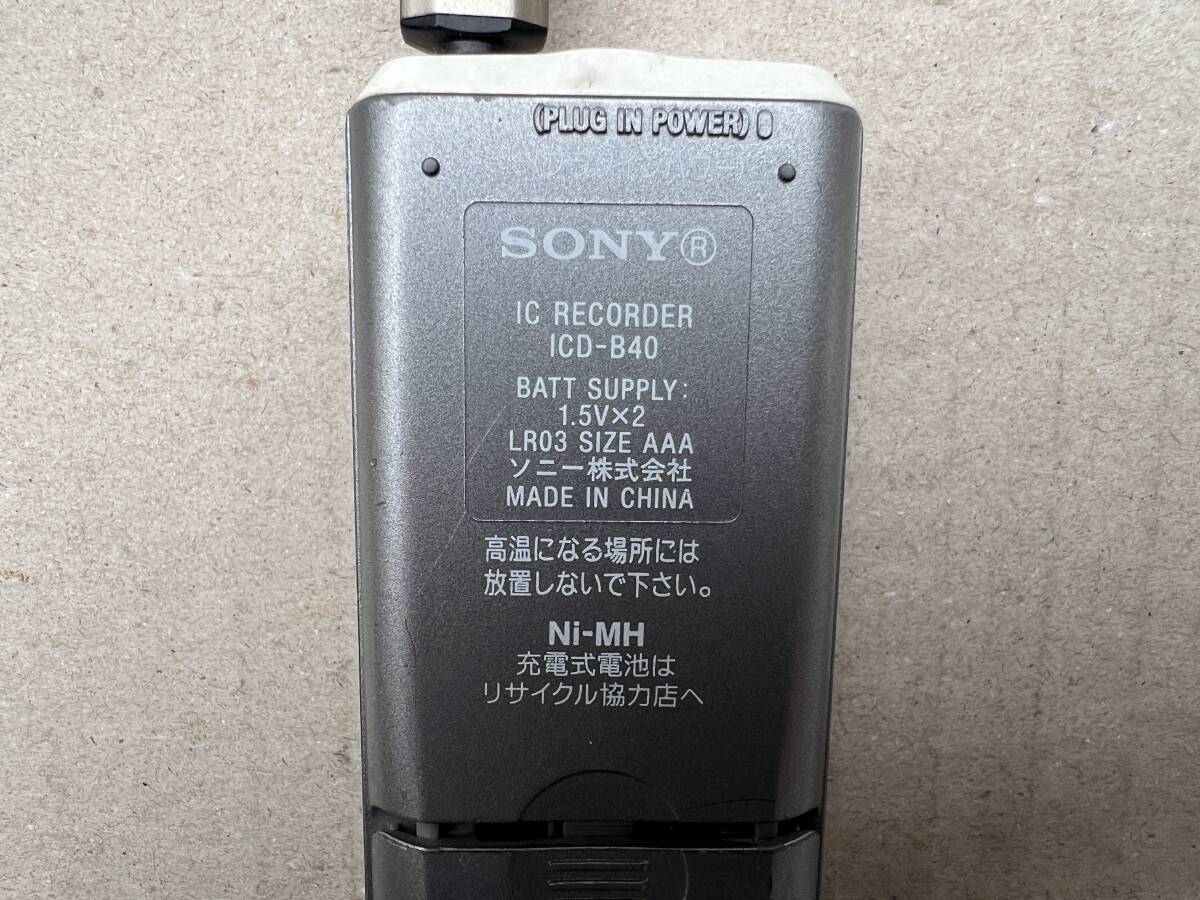 (PLUG IN POWER)
SONY®
IC RECORDER
ICD-B40
BATT SUPPLY:
1.5V×2
LR03 SIZE AAA
ソニー株式会社
MADE IN CHINA
高温になる場所には
放置しないで下さい。
Ni-MH
充電式電池は
リサイクル協力店へ